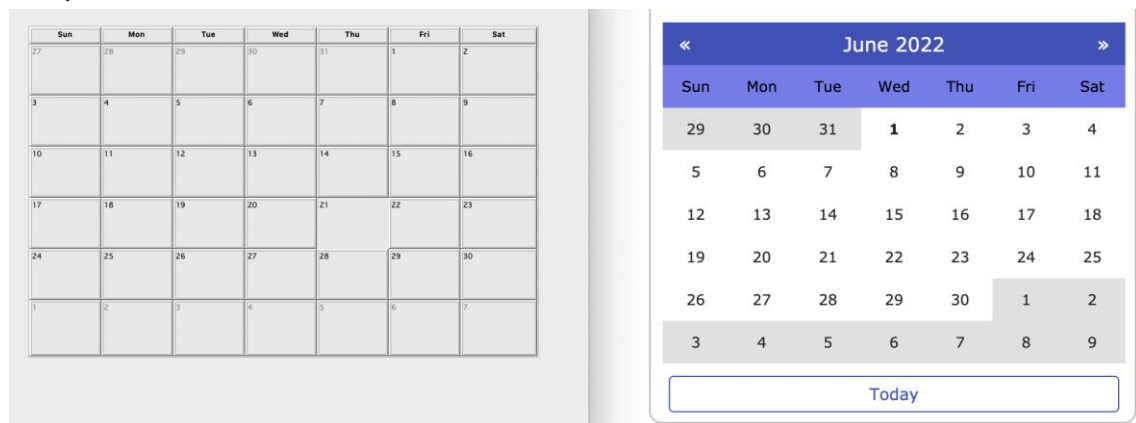 Sun Mon Tue Wed Thu Fri Sat
27 28 29 30 31 1 2
3 4 5 6 7 8 9
10 11 12 13 14 15 16
17 18 19 20 21 22 23
24 25 26 27 28 29 30
1 2 3 4 5 6 7
« June 2022 »
Sun Mon Tue Wed Thu Fri Sat
29 30 31 1 2 3 4
5 6 7 8 9 10 11
12 13 14 15 16 17 18
19 20 21 22 23 24 25
26 27 28 29 30 1 2
3 4 5 6 7 8 9
Today